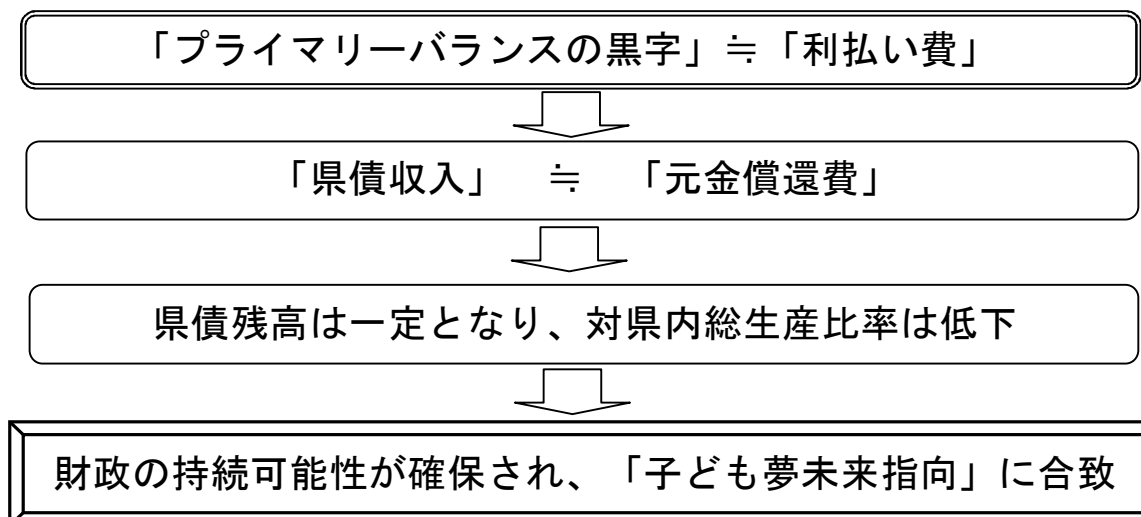 「プライマリーバランスの黒字」≒「利払い費」
「県債収入」　≒　「元金償還費」
県債残高は一定となり、対県内総生産比率は低下
財政の持続可能性が確保され、「子ども夢未来指向」に合致